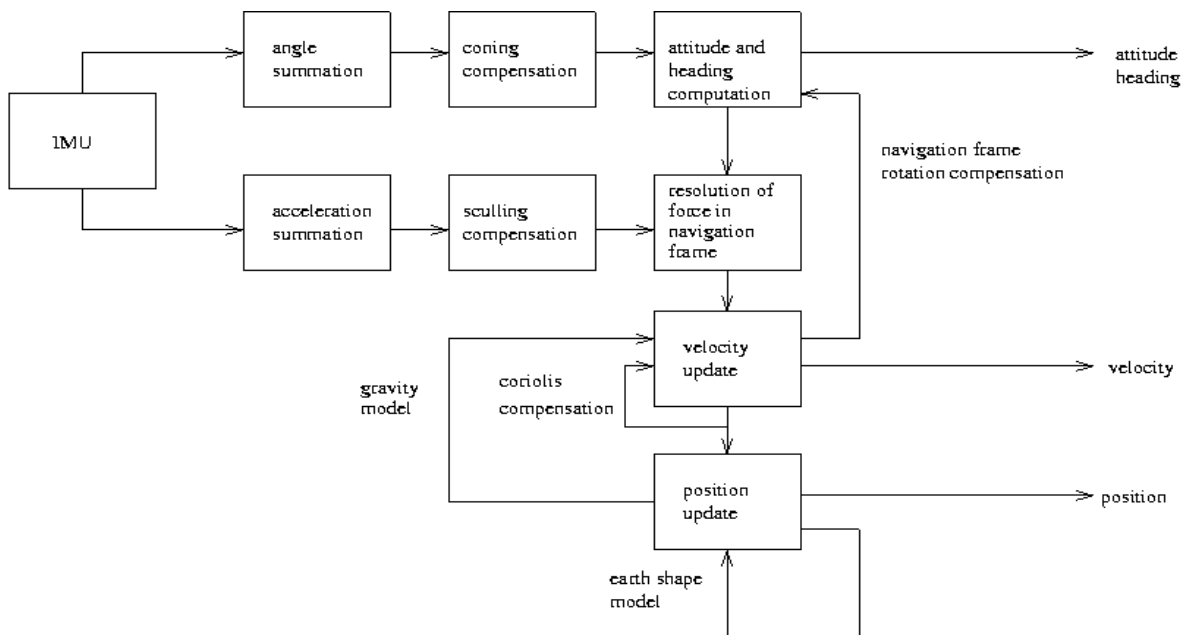 angle
summation
coning
compensation
attitude and
heading
computation
attitude
heading
IMU
navigation frame
rotation compensation
acceleration
summation
sculling
compensation
resolution of
force in
navigation
frame
velocity
update
velocity
gravity
model
coriolis
compensation
position
update
position
earth shape
model